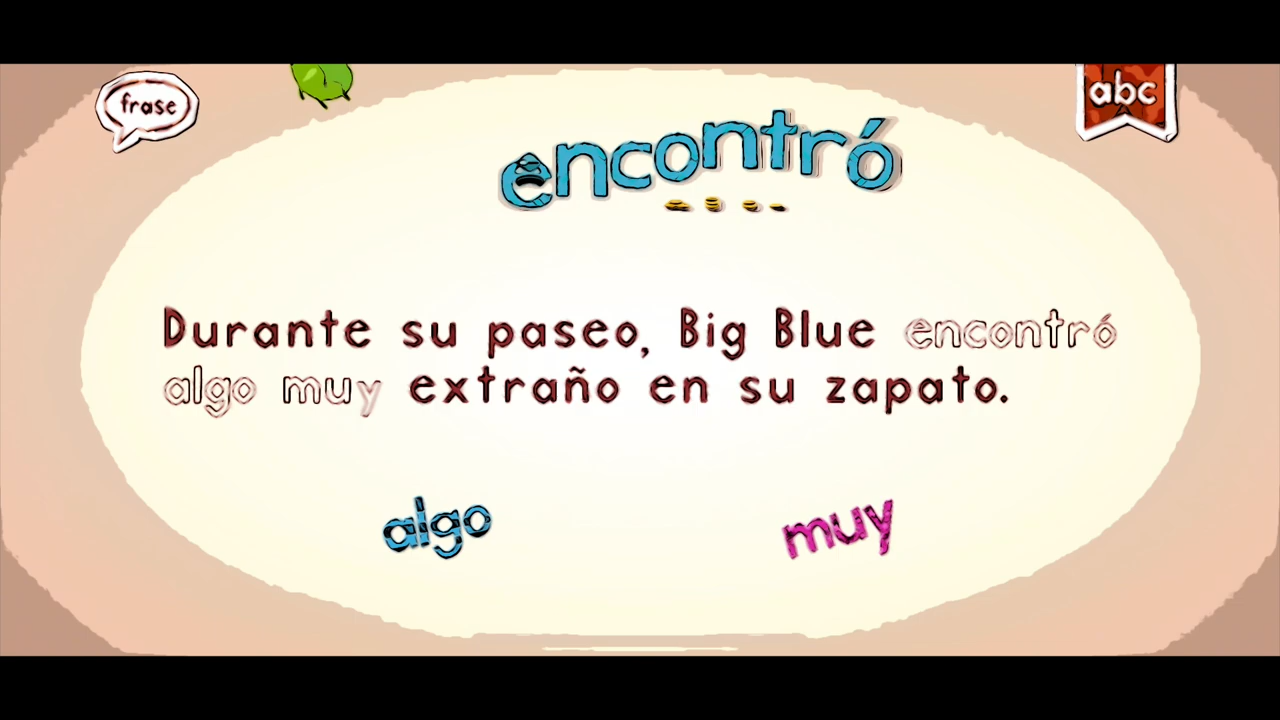 frase
abc
encontró
Durante su paseo, Big Blue encontró
algo muy extraño en su zapato.
algo
muy